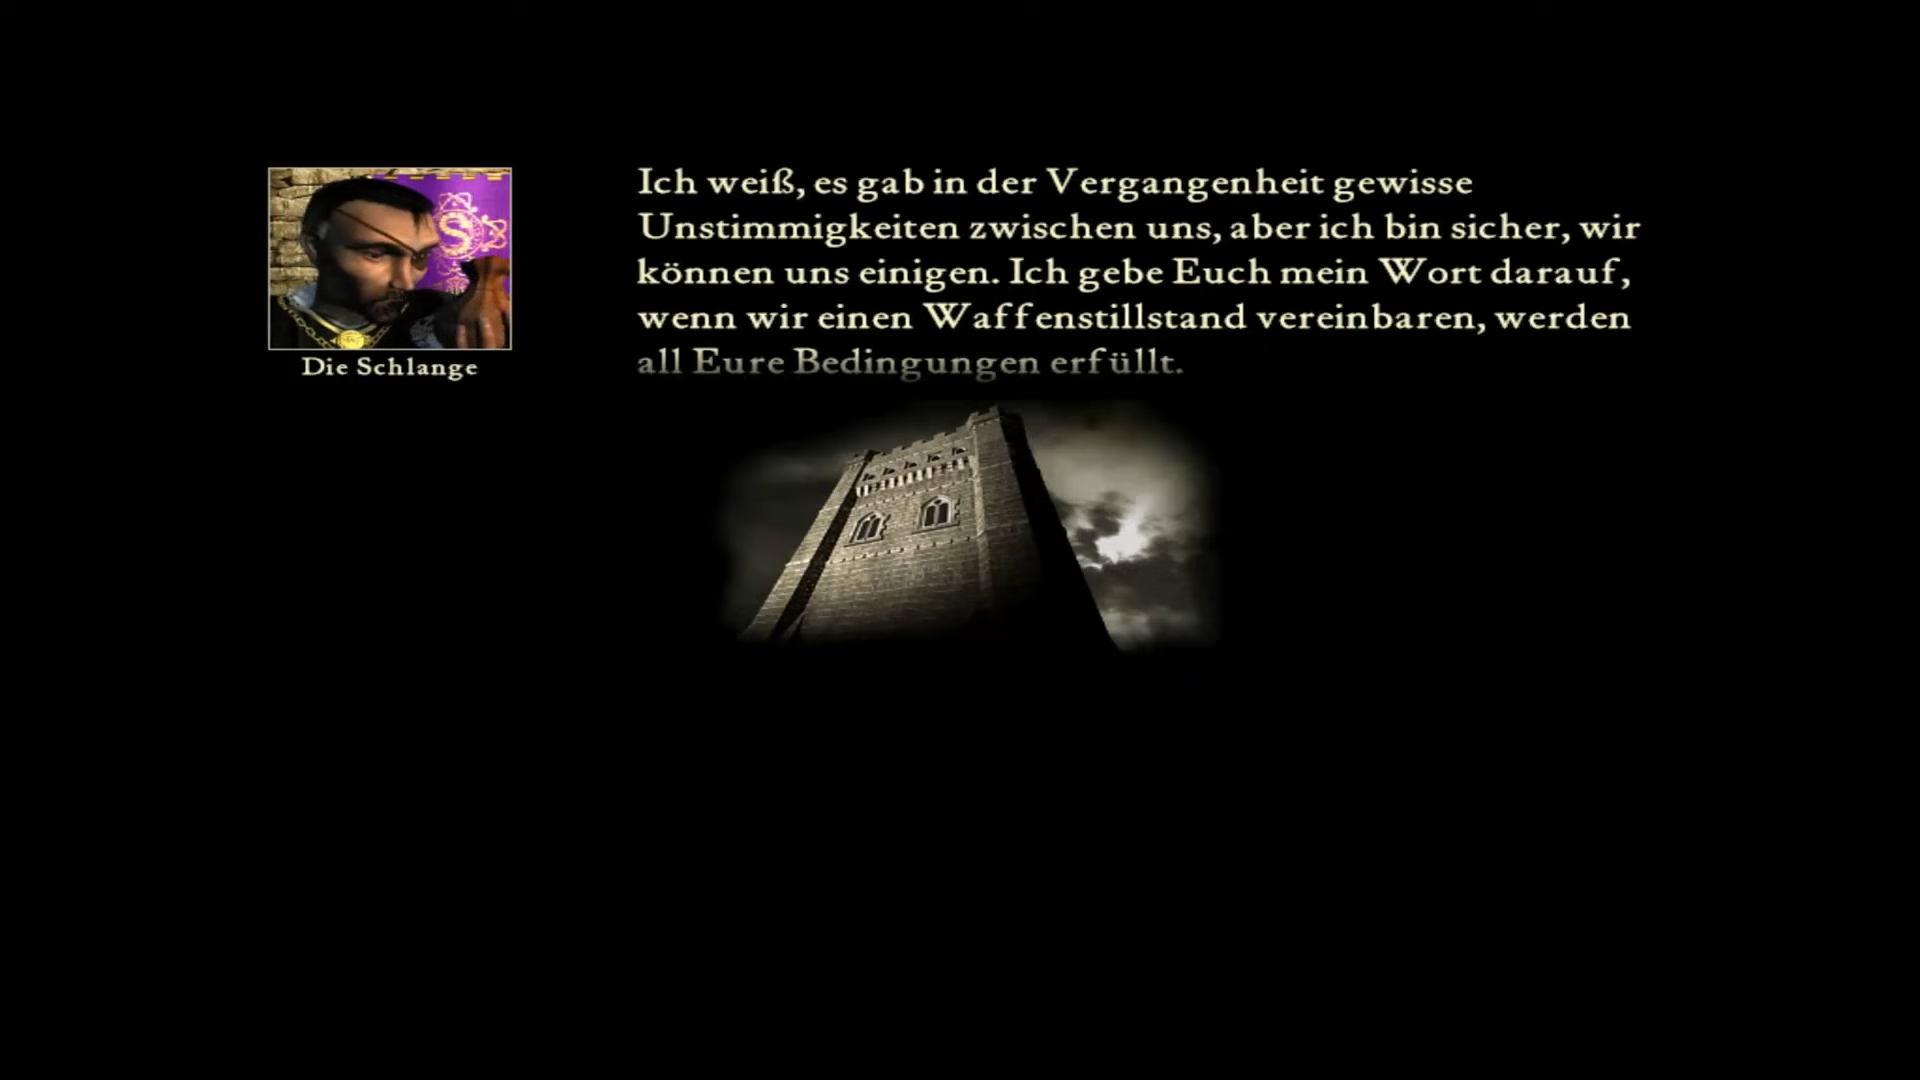 Ich weiß, es gab in der Vergangenheit gewisse
Unstimmigkeiten zwischen uns, aber ich bin sicher, wir
können uns einigen. Ich gebe Euch mein Wort darauf,
wenn wir einen Waffenstillstand vereinbaren, werden
all Eure Bedingungen erfüllt.
Die Schlange
S